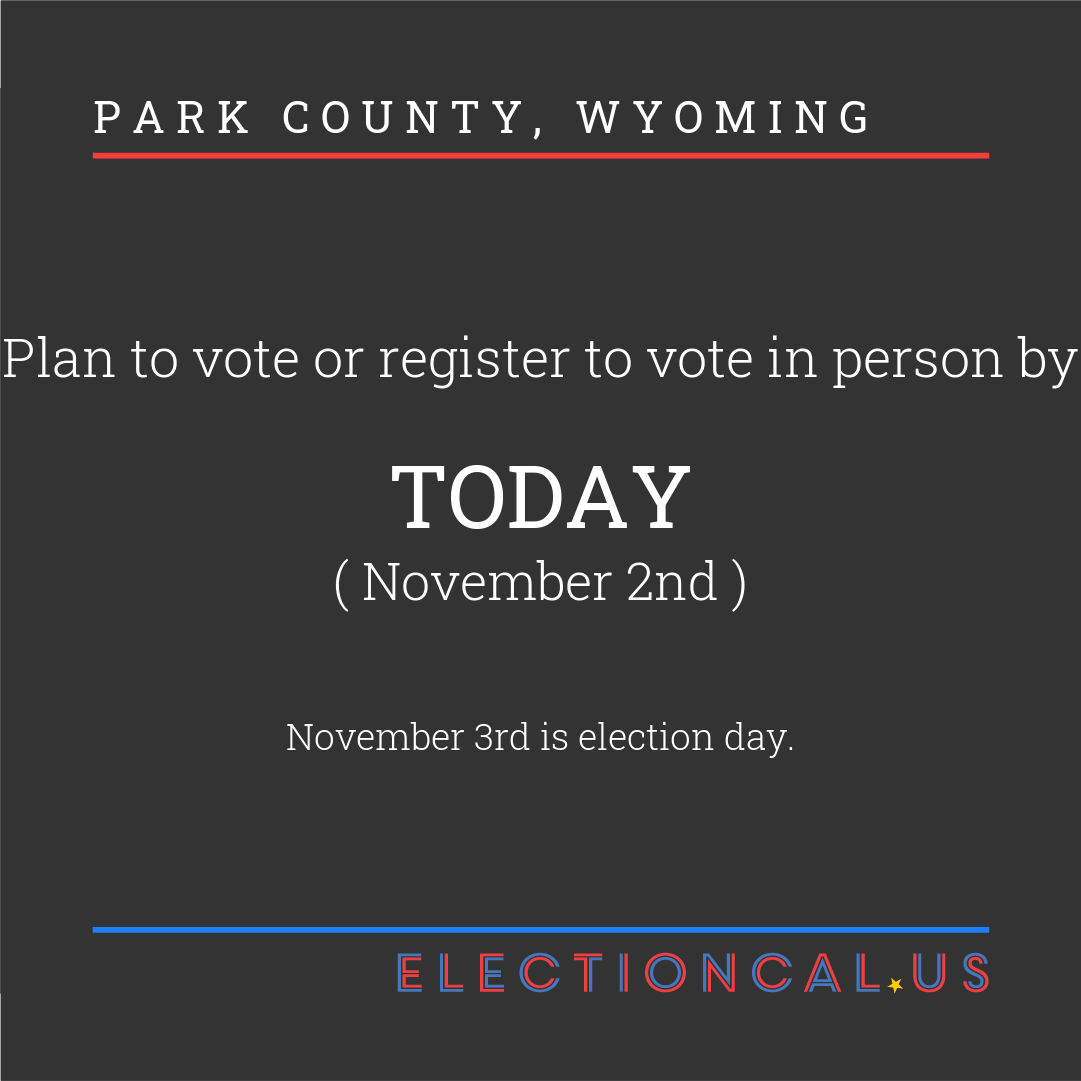 PARK COUNTY, WYOMING
Plan to vote or register to vote in person by
TODAY
( November 2nd )
November 3rd is election day.
ELECTIONCAL.US